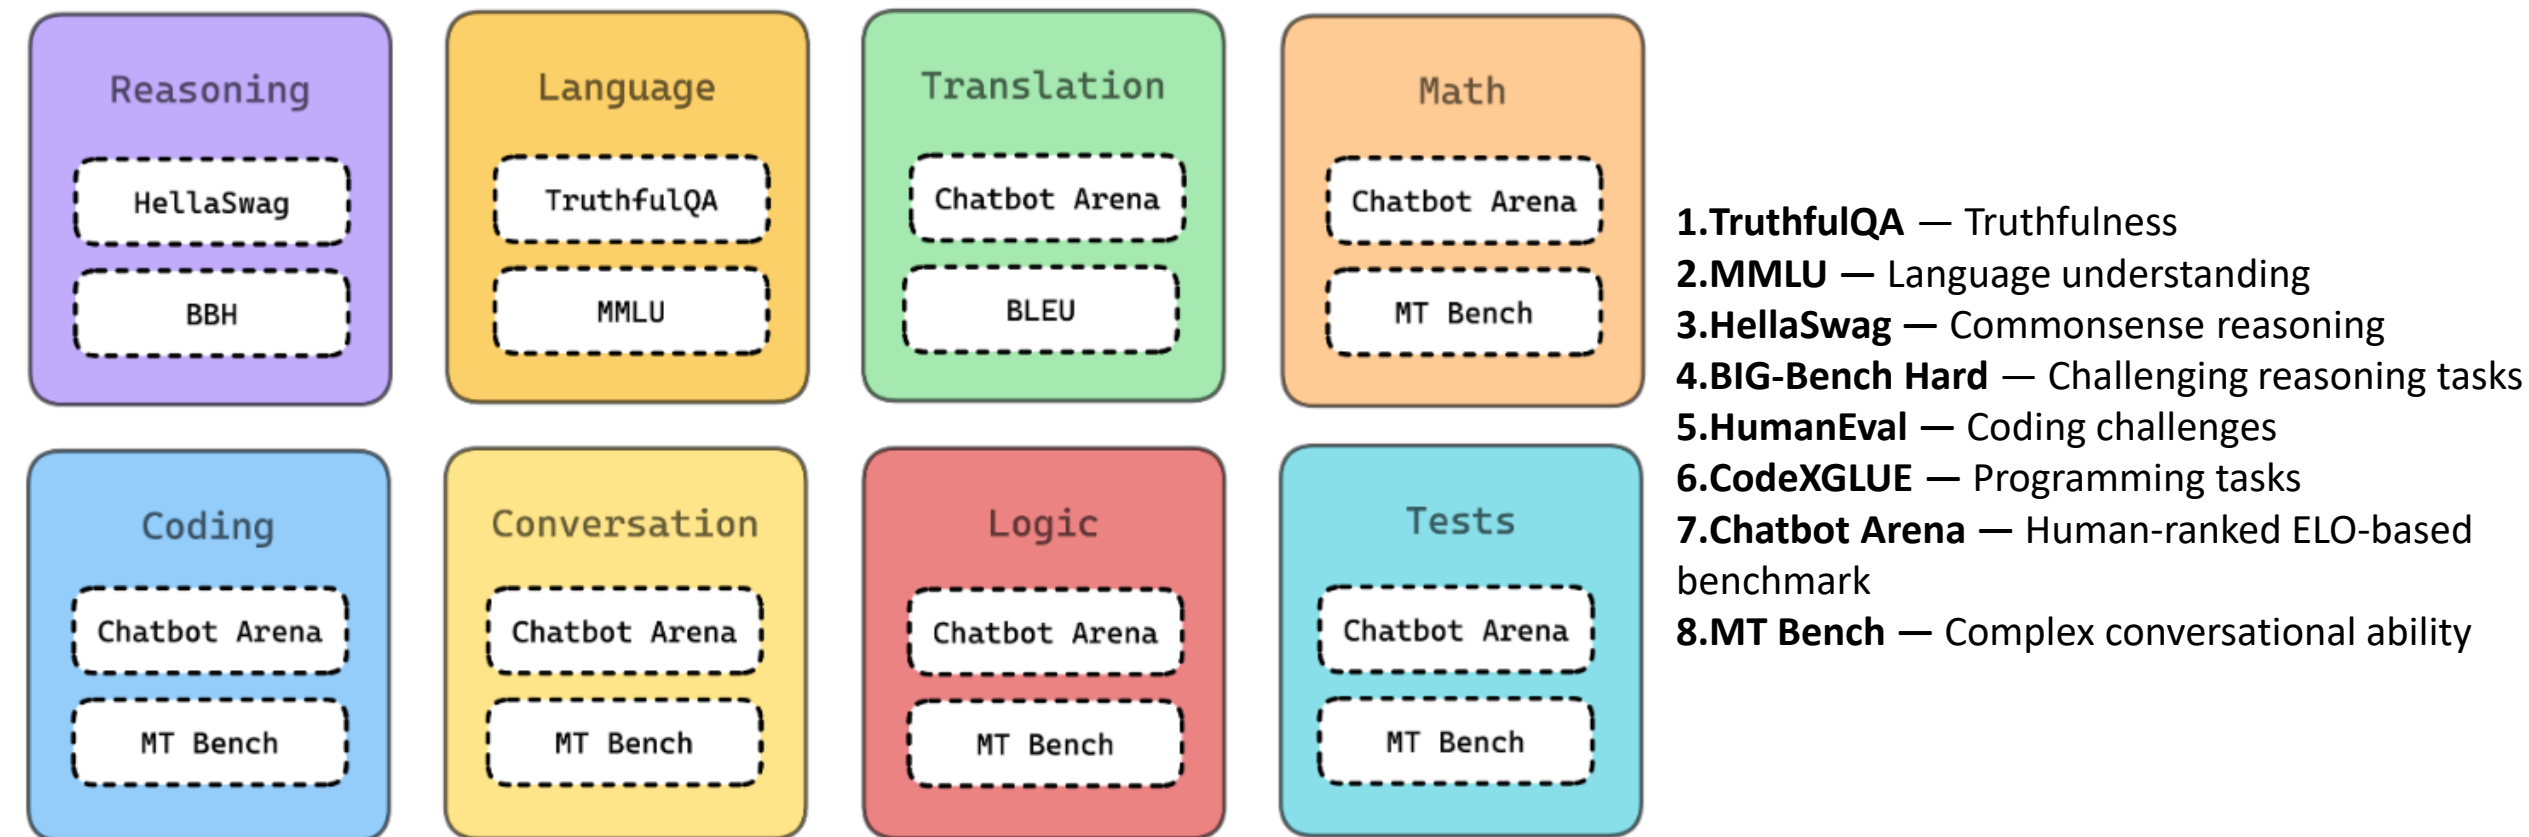 Reasoning
HellaSwag
BBH
Language
TruthfulQA
MMLU
Translation
Chatbot Arena
BLEU
Math
Chatbot Arena
MT Bench
Coding
Chatbot Arena
MT Bench
Conversation
Chatbot Arena
MT Bench
Logic
Chatbot Arena
MT Bench
Tests
Chatbot Arena
MT Bench
1.TruthfulQA — Truthfulness
2.MMLU — Language understanding
3.HellaSwag — Commonsense reasoning
4.BIG-Bench Hard — Challenging reasoning tasks
5.HumanEval — Coding challenges
6.CodeXGLUE — Programming tasks
7.Chatbot Arena — Human-ranked ELO-based
benchmark
8.MT Bench — Complex conversational ability